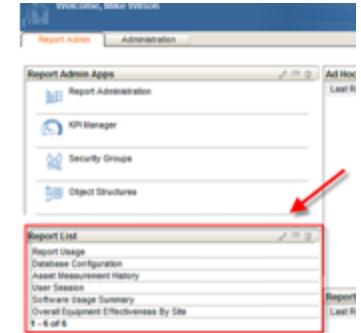 Welcome, Mike Wilson
Report Admin
Administration
Report Admin Apps
Report Administration
KPI Manager
Security Groups
Object Structures
Report List
Report Usage
Database Configuration
Asset Measurement History
User Session
Software Usage Summary
Overall Equipment Effectiveness By Site
1 - 6 of 6
Ad Hoc
Last R
Report
Last R